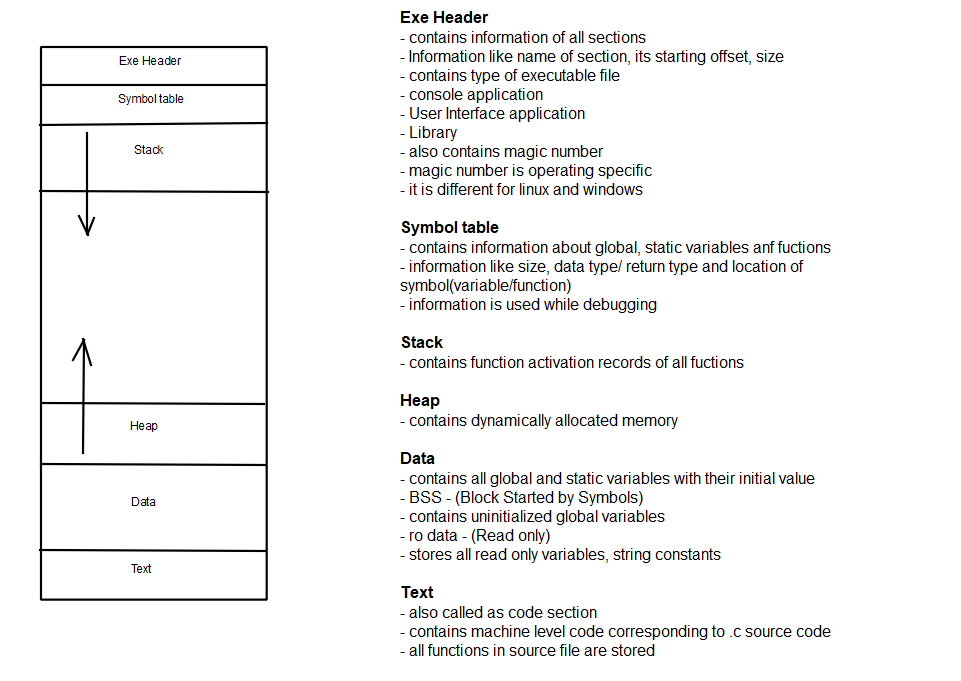 Exe Header
Symbol table
Stack
Heap
Data
Text
Exe Header
- contains information of all sections
- Information like name of section, its starting offset, size
- contains type of executable file
- console application
- User Interface application
- Library
- also contains magic number
- magic number is operating specific
- it is different for linux and windows
Symbol table
- contains information about global, static variables anf fuctions
- information like size, data type/ return type and location of
symbol(variable/function)
- information is used while debugging
Stack
- contains function activation records of all fuctions
Heap
- contains dynamically allocated memory
Data
- contains all global and static variables with their initial value
- BSS - (Block Started by Symbols)
- contains uninitialized global variables
- ro data - (Read only)
- stores all read only variables, string constants
Text
- also called as code section
- contains machine level code corresponding to .c source code
- all functions in source file are stored